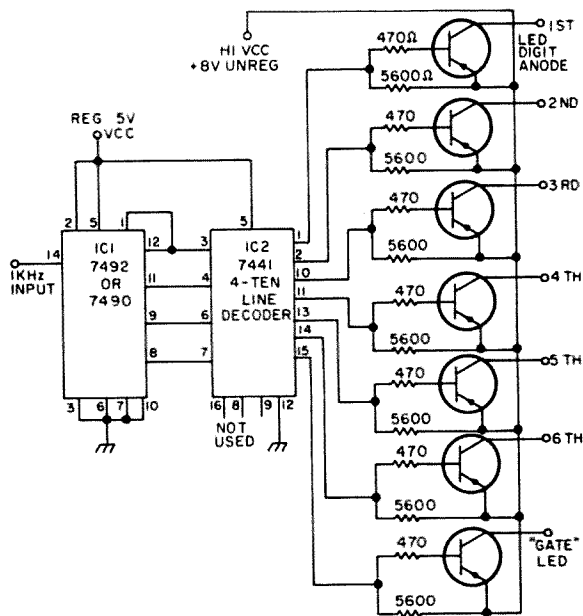 1ST
LED
DIGIT
ANODE
470Ω
5600Ω
HI VCC
+8V UNREG
2ND
470
5600
REG 5V
VCC
3RD
470
5600
2 5 1
5
1KHz
INPUT
14
IC1
7492
OR
7490
12
11
9
8
3
4
6
7
IC2
7441
4-TEN
LINE
DECODER
1
2
10
11
13
14
15
3 6 7 10
16 8 9 12
NOT
USED
4TH
470
5600
5TH
470
5600
6TH
470
5600
"GATE"
LED
470
5600